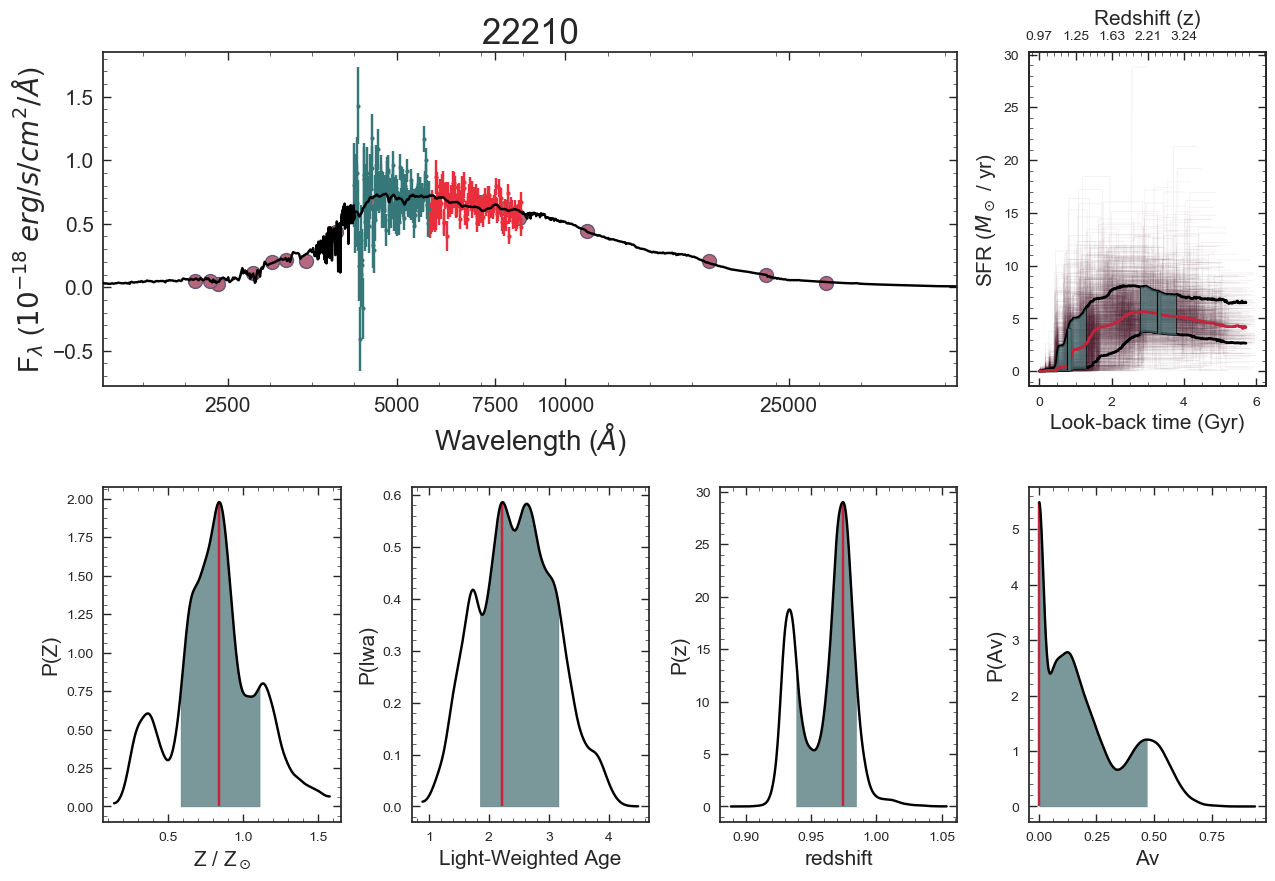 22210
F_λ (10^−18 erg/s/cm^2/Å)
1.5
1.0
0.5
0.0
−0.5
2500 5000 7500 10000 25000
Wavelength (Å)
Redshift (z)
0.97 1.25 1.63 2.21 3.24
SFR (M_⊙ / yr)
30
25
20
15
10
5
0
0 2 4 6
Look-back time (Gyr)
P(Z)
2.00
1.75
1.50
1.25
1.00
0.75
0.50
0.25
0.00
0.5 1.0 1.5
Z / Z_⊙
P(lwa)
0.6
0.5
0.4
0.3
0.2
0.1
0.0
1 2 3 4
Light-Weighted Age
P(z)
30
25
20
15
10
5
0
0.90 0.95 1.00 1.05
redshift
P(Av)
5
4
3
2
1
0
0.00 0.25 0.50 0.75
Av